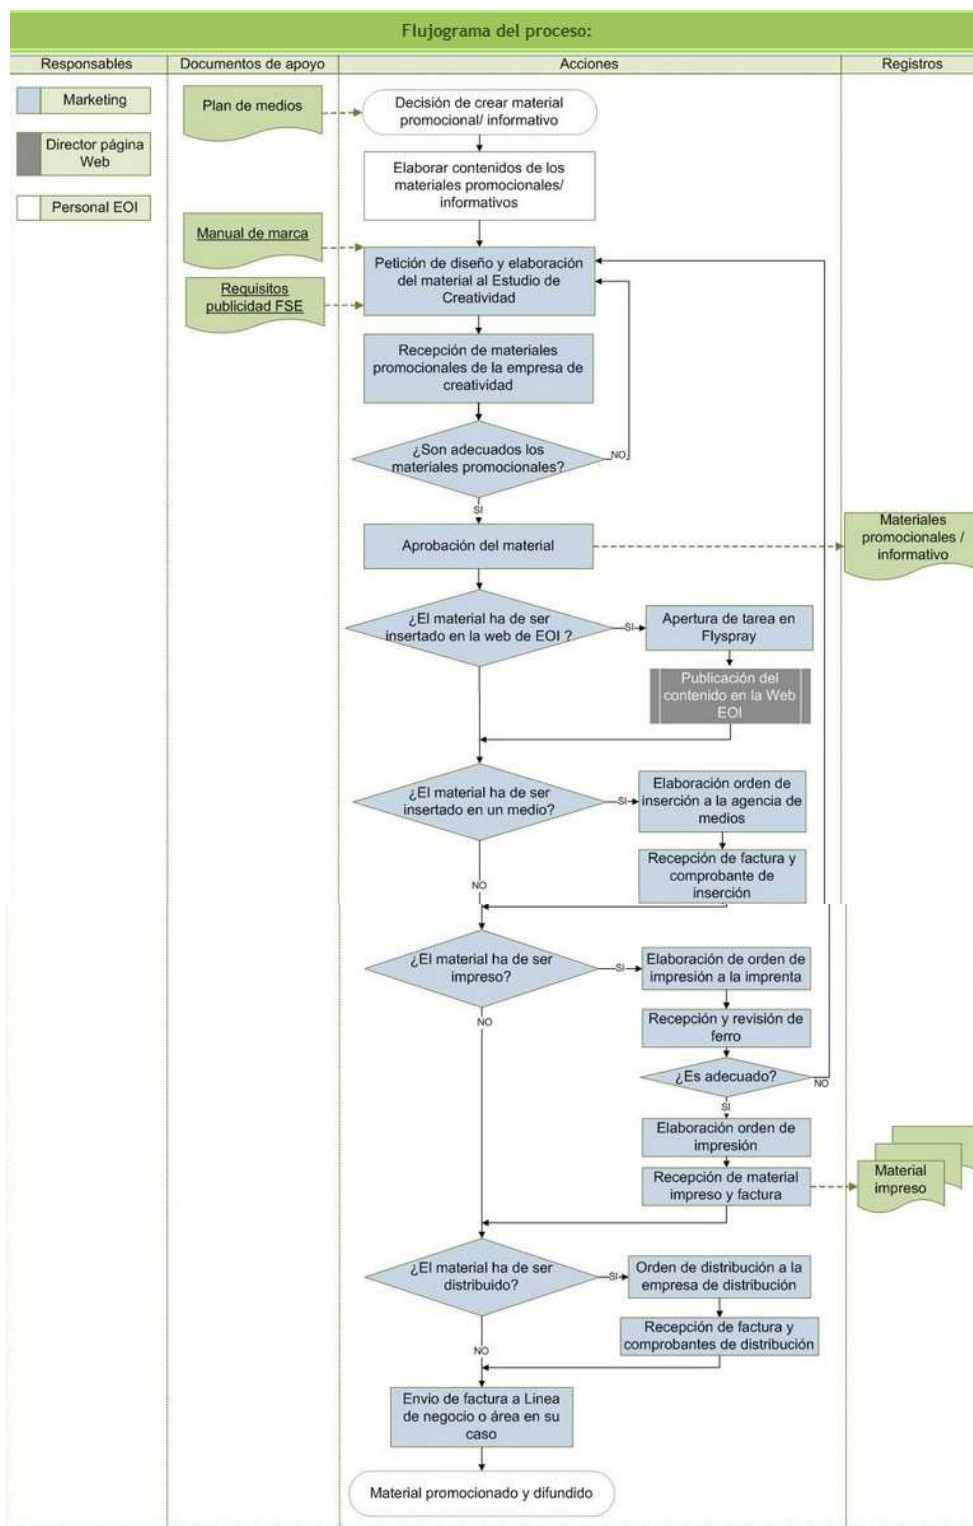 Flujograma del proceso:
Responsables
Documentos de apoyo
Acciones
Registros
Marketing
Director página
Web
Personal EOI
Plan de medios
Decisión de crear material
promocional/ informativo
Elaborar contenidos de los
materiales promocionales/
informativos
Manual de marca
Requisitos
publicidad FSE
Petición de diseño y elaboración
del material al Estudio de
Creatividad
Recepción de materiales
promocionales de la empresa de
creatividad
¿Son adecuados los
materiales promocionales?
NO
SI
Aprobación del material
Materiales
promocionales /
informativo
¿El material ha de ser
insertado en la web de EOI ?
SI
Apertura de tarea en
Flyspray
Publicación del
contenido en la Web
EOI
¿El material ha de ser
insertado en un medio?
SI
Elaboración orden de
inserción a la agencia de
medios
Recepción de factura y
comprobante de
inserción
NO
¿El material ha de ser
impreso?
SI
Elaboración de orden de
impresión a la imprenta
Recepción y revisión de
ferro
NO
¿Es adecuado?
NO
SI
Elaboración orden de
impresión
Recepción de material
impreso y factura
Material
impreso
¿El material ha de ser
distribuido?
SI
Orden de distribución a la
empresa de distribución
Recepción de factura y
comprobantes de distribución
NO
Envio de factura a Linea
de negocio o área en su
caso
Material promocionado y difundido